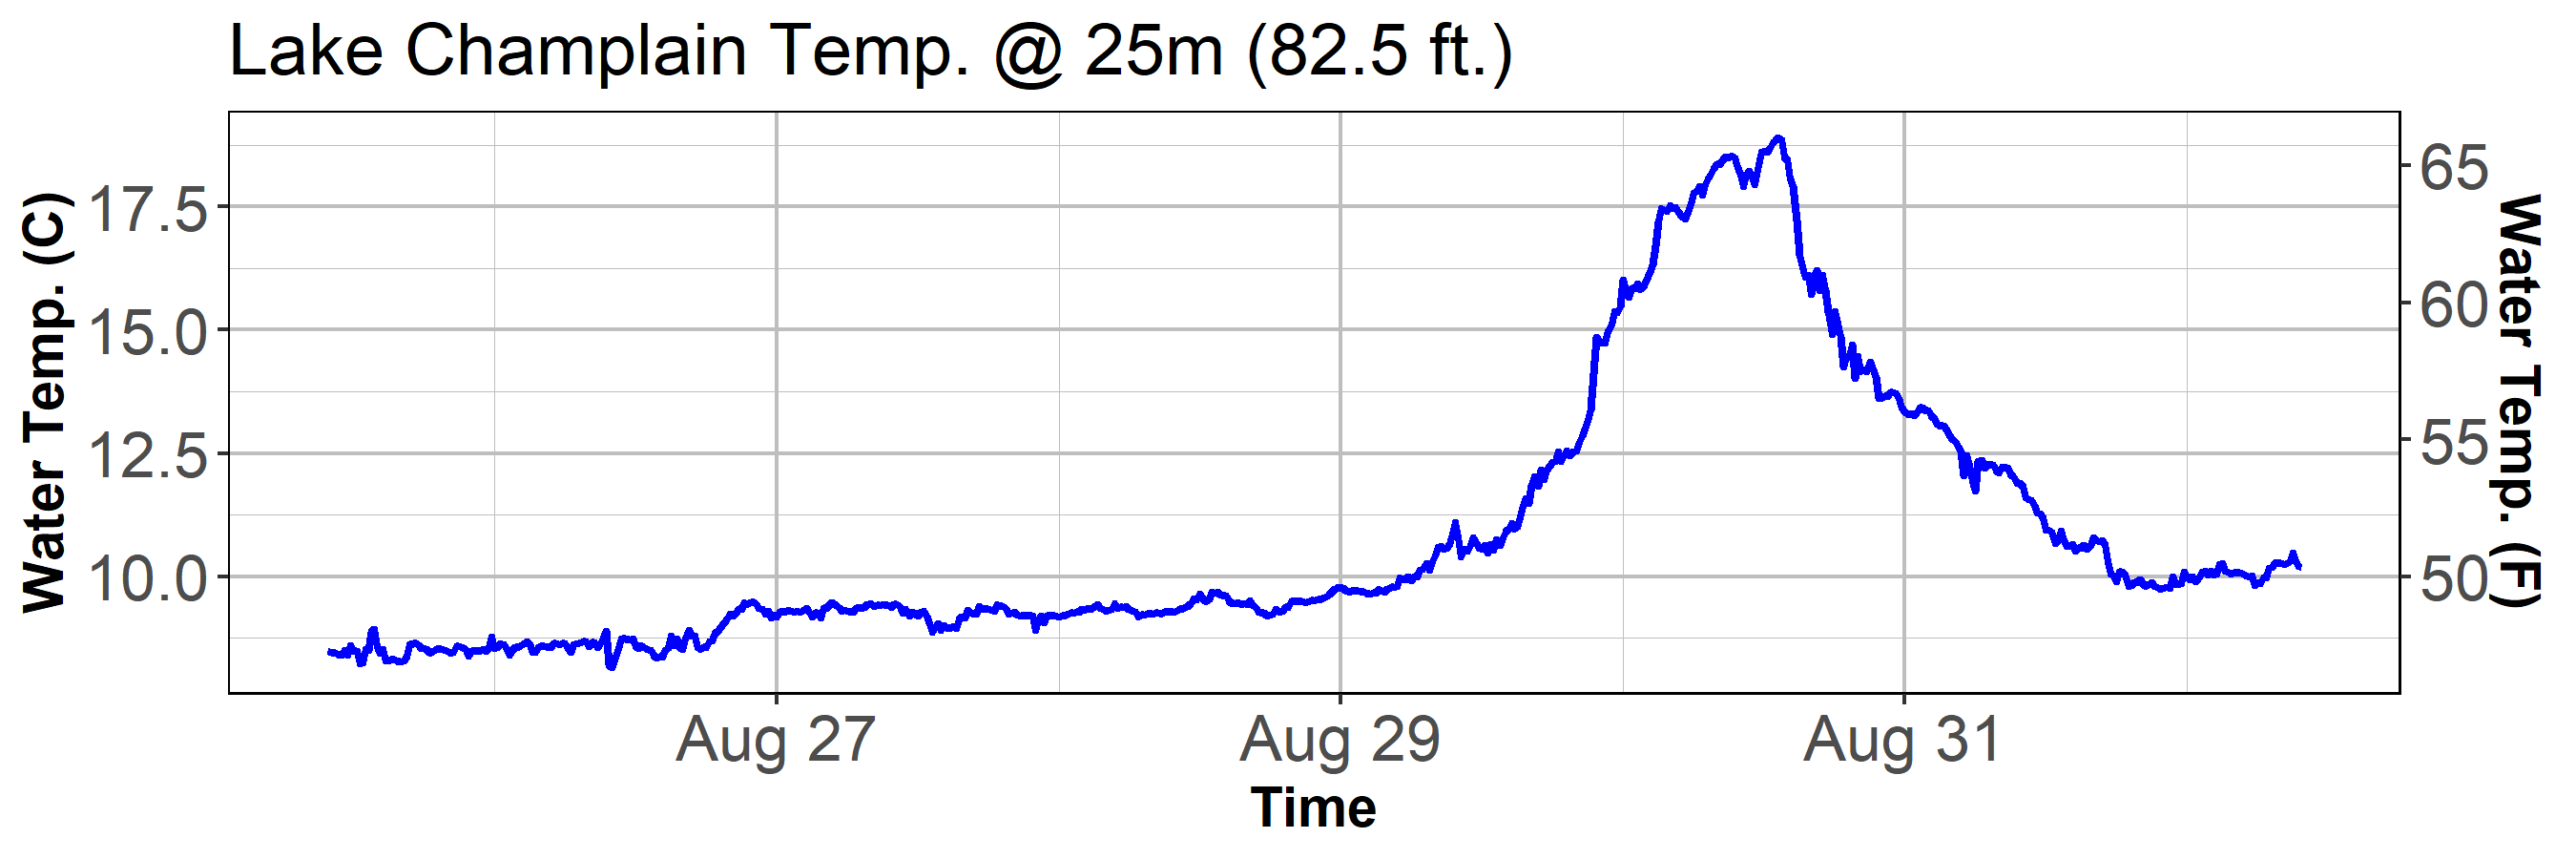 Lake Champlain Temp. @ 25m (82.5 ft.)
Water Temp. (C)
17.5
15.0
12.5
10.0
65
60
55
50
Water Temp. (F)
Aug 27
Aug 29
Aug 31
Time